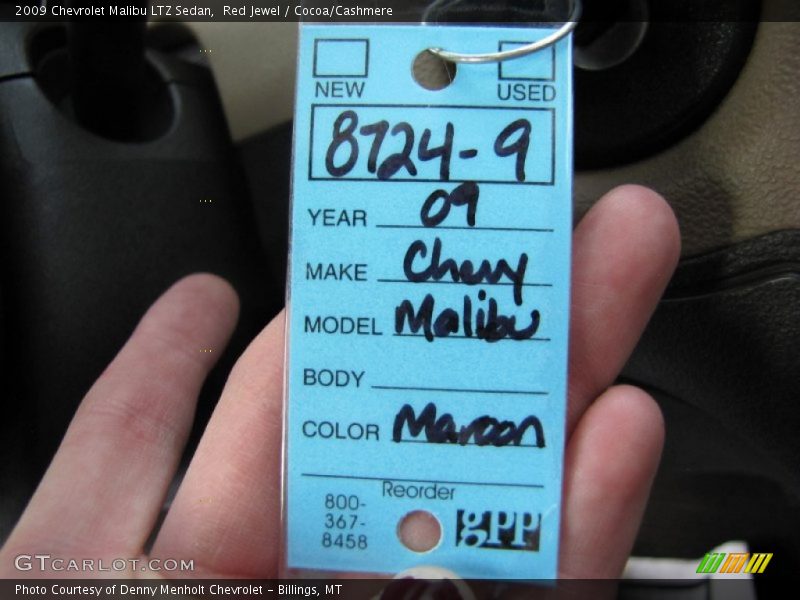 2009 Chevrolet Malibu LTZ Sedan, Red Jewel / Cocoa/Cashmere
NEW USED
8724-9
YEAR 09
MAKE Chevy
MODEL Malibu
BODY
COLOR Maroon
Reorder
800-
367-
8458
gpp
GTCARLOT.COM
Photo Courtesy of Denny Menholt Chevrolet – Billings, MT